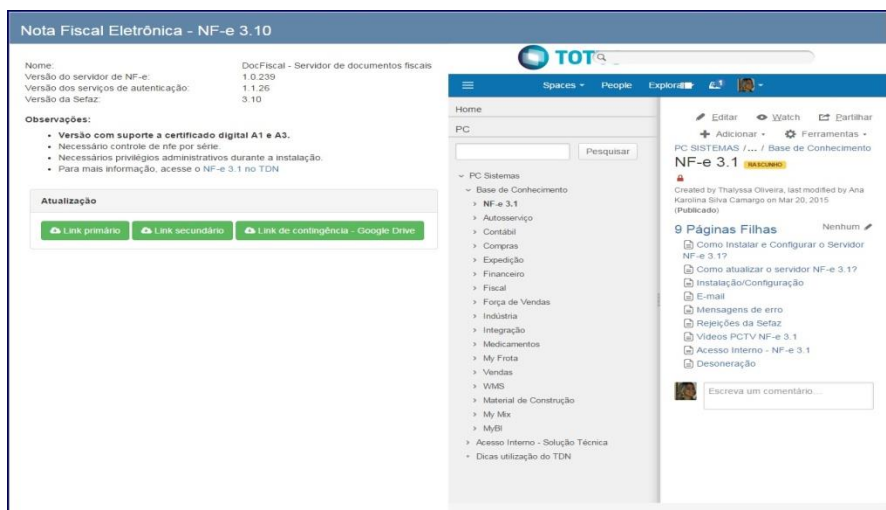 Nota Fiscal Eletrônica - NF-e 3.10
Nome: DocFiscal - Servidor de documentos fiscais
Versão do servidor de NF-e: 1.0.239
Versão dos serviços de autenticação: 1.1.26
Versão da Sefaz: 3.10
Observações:
• Versão com suporte a certificado digital A1 e A3.
• Necessário controle de nfe por série.
• Necessários privilégios administrativos durante a instalação.
• Para mais informação, acesse o NF-e 3.1 no TDN
Atualização
Link primário
Link secundário
Link de contingência - Google Drive
TOT
Spaces People Explorar
Home
PC
Pesquisar
PC Sistemas
Base de Conhecimento
NF-e 3.1
Autosserviço
Contábil
Compras
Expedição
Financeiro
Fiscal
Força de Vendas
Indústria
Integração
Medicamentos
My Frota
Vendas
WMS
Material de Construção
My Mix
MyBI
Acesso Interno - Solução Técnica
Dicas utilização do TDN
Editar Watch Partilhar
Adicionar Ferramentas
PC SISTEMAS /... / Base de Conhecimento
NF-e 3.1 RASCUNHO
Created by Thalyssa Oliveira, last modified by Ana
Karolina Silva Camargo on Mar 20, 2015
(Publicado)
9 Páginas Filhas Nenhum
Como Instalar e Configurar o Servidor
NF-e 3.1?
Como atualizar o servidor NF-e 3.1?
Instalação/Configuração
E-mail
Mensagens de erro
Rejeições da Sefaz
Vídeos PCTV NF-e 3.1
Acesso Interno - NF-e 3.1
Desoneração
Escreva um comentário...